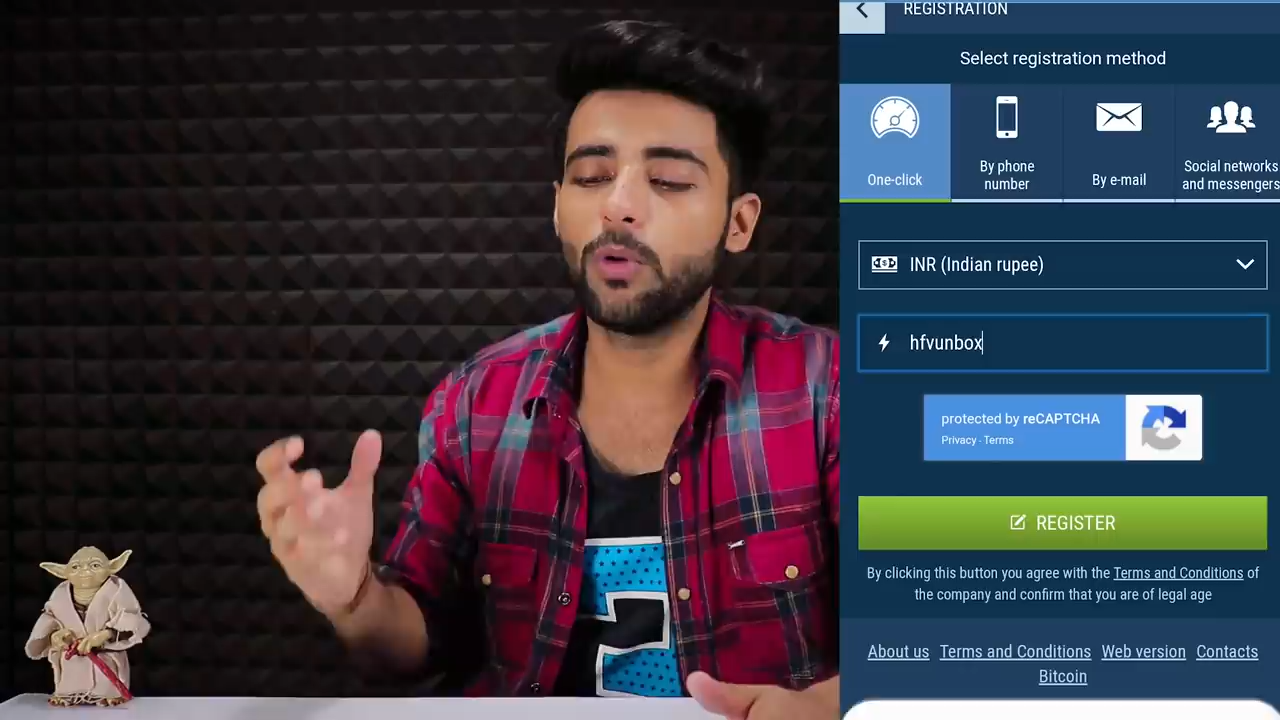 REGISTRATION
Select registration method
One-click
By phone
number
By e-mail
Social networks
and messengers
INR (Indian rupee)
hfvunbox
protected by reCAPTCHA
Privacy - Terms
REGISTER
By clicking this button you agree with the Terms and Conditions of
the company and confirm that you are of legal age
About us Terms and Conditions Web version Contacts
Bitcoin